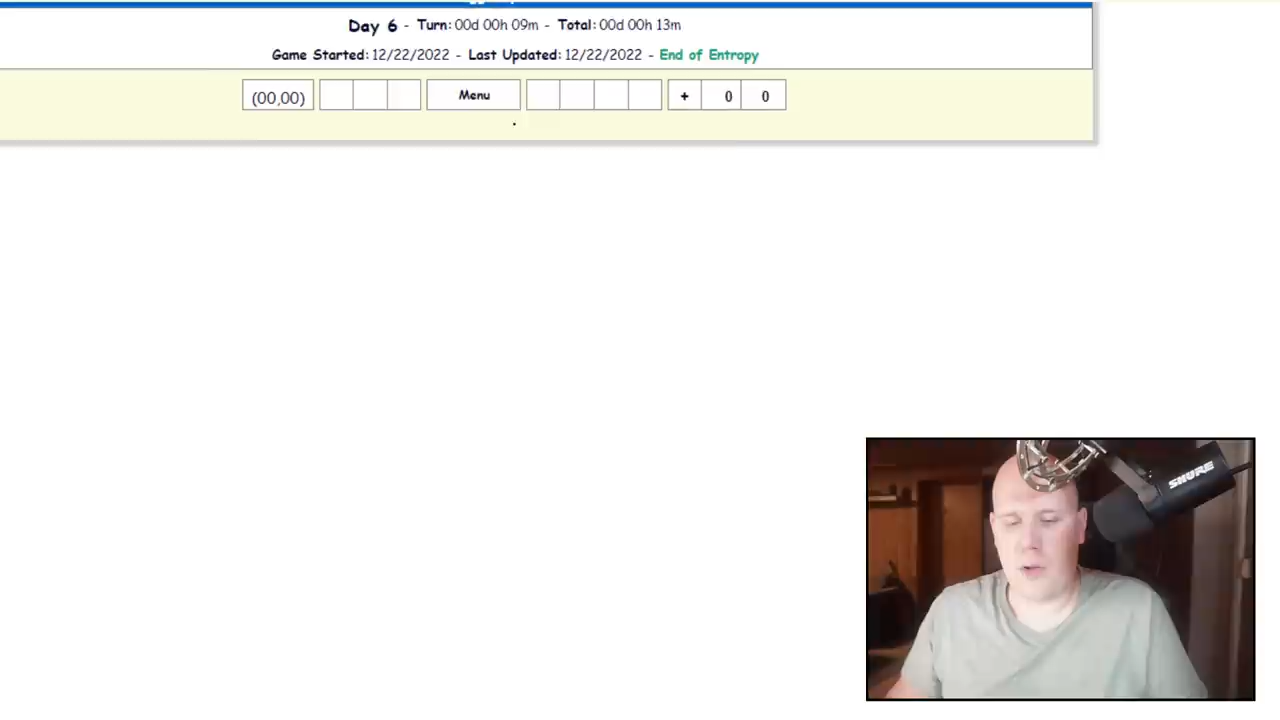 Day 6 - Turn: 00d 00h 09m - Total: 00d 00h 13m
Game Started: 12/22/2022 - Last Updated: 12/22/2022 - End of Entropy
(00,00) Menu + 0 0
SHURE